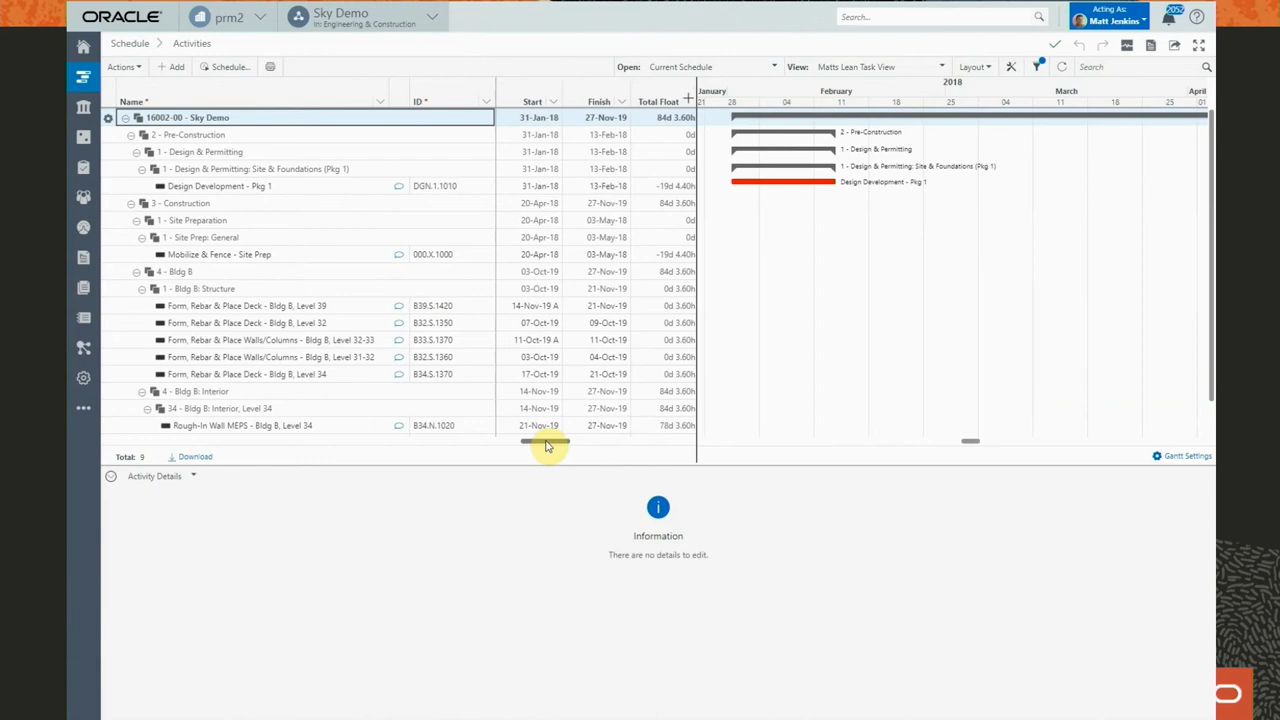 ORACLE prm2 Sky Demo In: Engineering & Construction Search... Acting As: Matt Jenkins 2052 ?
Schedule Activities
Actions + Add Schedule... Open: Current Schedule View: Matts Lean Task View Layout Search
2018
January February March April
Name * ID * Start Finish Total Float + 21 28 04 11 18 25 04 11 18 25 01
16002-00 - Sky Demo 31-Jan-18 27-Nov-19 84d 3.60h
2 - Pre-Construction 31-Jan-18 13-Feb-18 0d 2 - Pre-Construction
1 - Design & Permitting 31-Jan-18 13-Feb-18 0d 1 - Design & Permitting
1 - Design & Permitting: Site & Foundations (Pkg 1) 31-Jan-18 13-Feb-18 0d 1 - Design & Permitting: Site & Foundations (Pkg 1)
Design Development - Pkg 1 DGN.1.1010 31-Jan-18 13-Feb-18 -19d 4.40h Design Development - Pkg 1
3 - Construction 20-Apr-18 27-Nov-19 84d 3.60h
1 - Site Preparation 20-Apr-18 03-May-18 0d
1 - Site Prep: General 20-Apr-18 03-May-18 0d
Mobilize & Fence - Site Prep 000.X.1000 20-Apr-18 03-May-18 -19d 4.40h
4 - Bldg B 03-Oct-19 27-Nov-19 84d 3.60h
1 - Bldg B: Structure 03-Oct-19 21-Nov-19 0d 3.60h
Form, Rebar & Place Deck - Bldg B, Level 39 B39.S.1420 14-Nov-19 A 21-Nov-19 0d 3.60h
Form, Rebar & Place Deck - Bldg B, Level 32 B32.S.1350 07-Oct-19 09-Oct-19 0d 3.60h
Form, Rebar & Place Walls/Columns - Bldg B, Level 32-33 B33.S.1370 11-Oct-19 A 11-Nov-19 0d 3.60h
Form, Rebar & Place Walls/Columns - Bldg B, Level 31-32 B32.S.1360 03-Oct-19 04-Oct-19 0d 3.60h
Form, Rebar & Place Deck - Bldg B, Level 34 B34.S.1370 17-Oct-19 21-Oct-19 0d 3.60h
4 - Bldg B: Interior 14-Nov-19 27-Nov-19 84d 3.60h
34 - Bldg B: Interior, Level 34 14-Nov-19 27-Nov-19 84d 3.60h
Rough-In Wall MEPS - Bldg B, Level 34 B34.N.1020 21-Nov-19 27-Nov-19 78d 3.60h
Total: 9 Download Gantt Settings
Activity Details
Information
There are no details to edit.